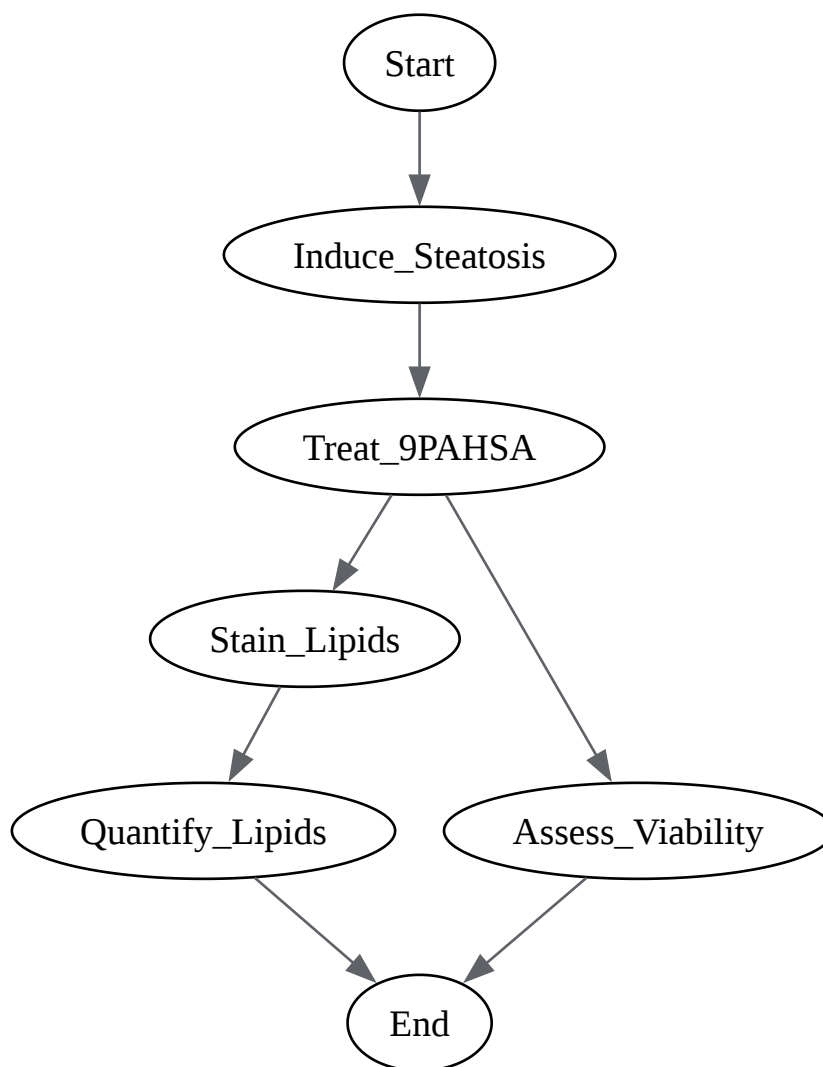 Start
Induce_Steatosis
Treat_9PAHSA
Stain_Lipids
Quantify_Lipids
Assess_Viability
End